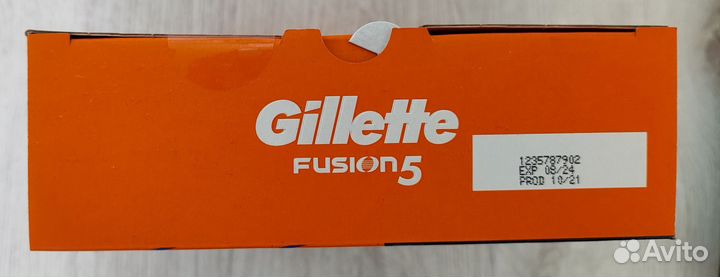 Gillette
FUSION5
1235787902
EXP 08/24
PROD 10/21
Avito